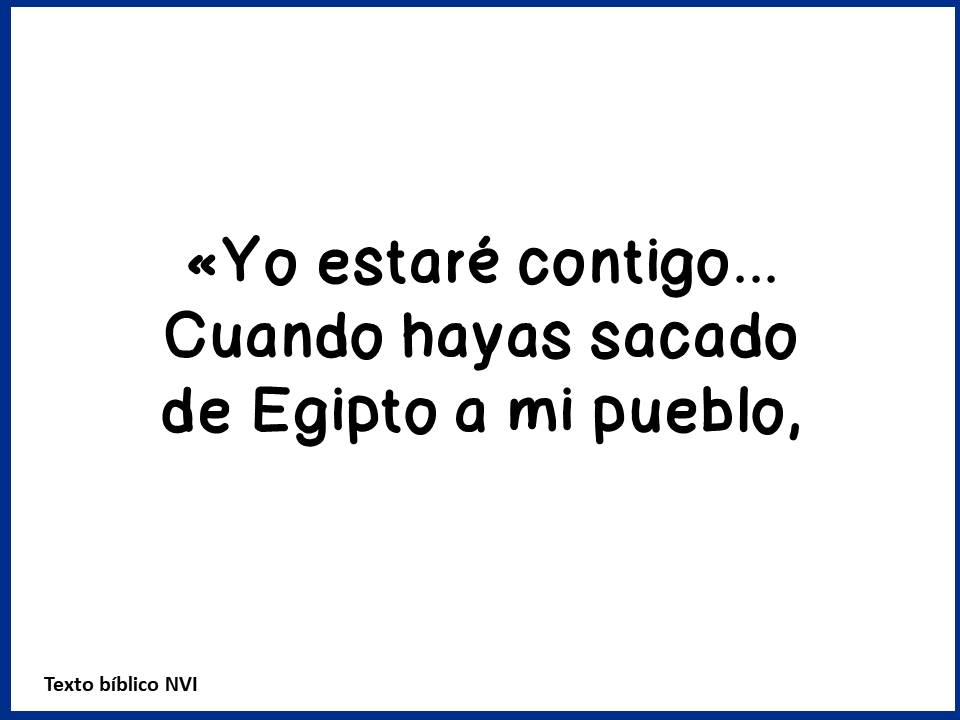 «Yo estaré contigo...
Cuando hayas sacado
de Egipto a mi pueblo,
Texto bíblico NVI